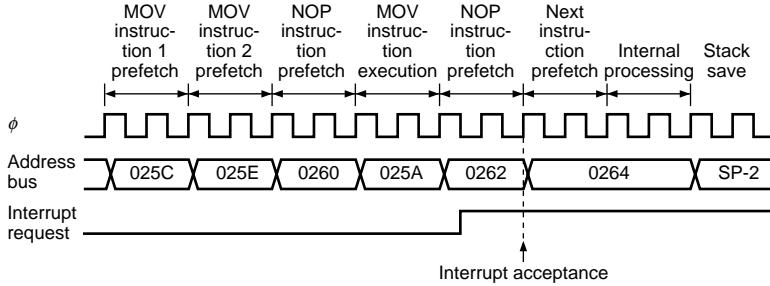 MOV
instruc-
tion 1
prefetch
MOV
instruc-
tion 2
prefetch
NOP
instruc-
tion
prefetch
MOV
instruc-
tion
execution
NOP
instruc-
tion
prefetch
Next
instru-
ction
prefetch
Internal
processing
Stack
save
φ
Address
bus
025C 025E 0260 025A 0262 0264 SP-2
Interrupt
request
Interrupt acceptance